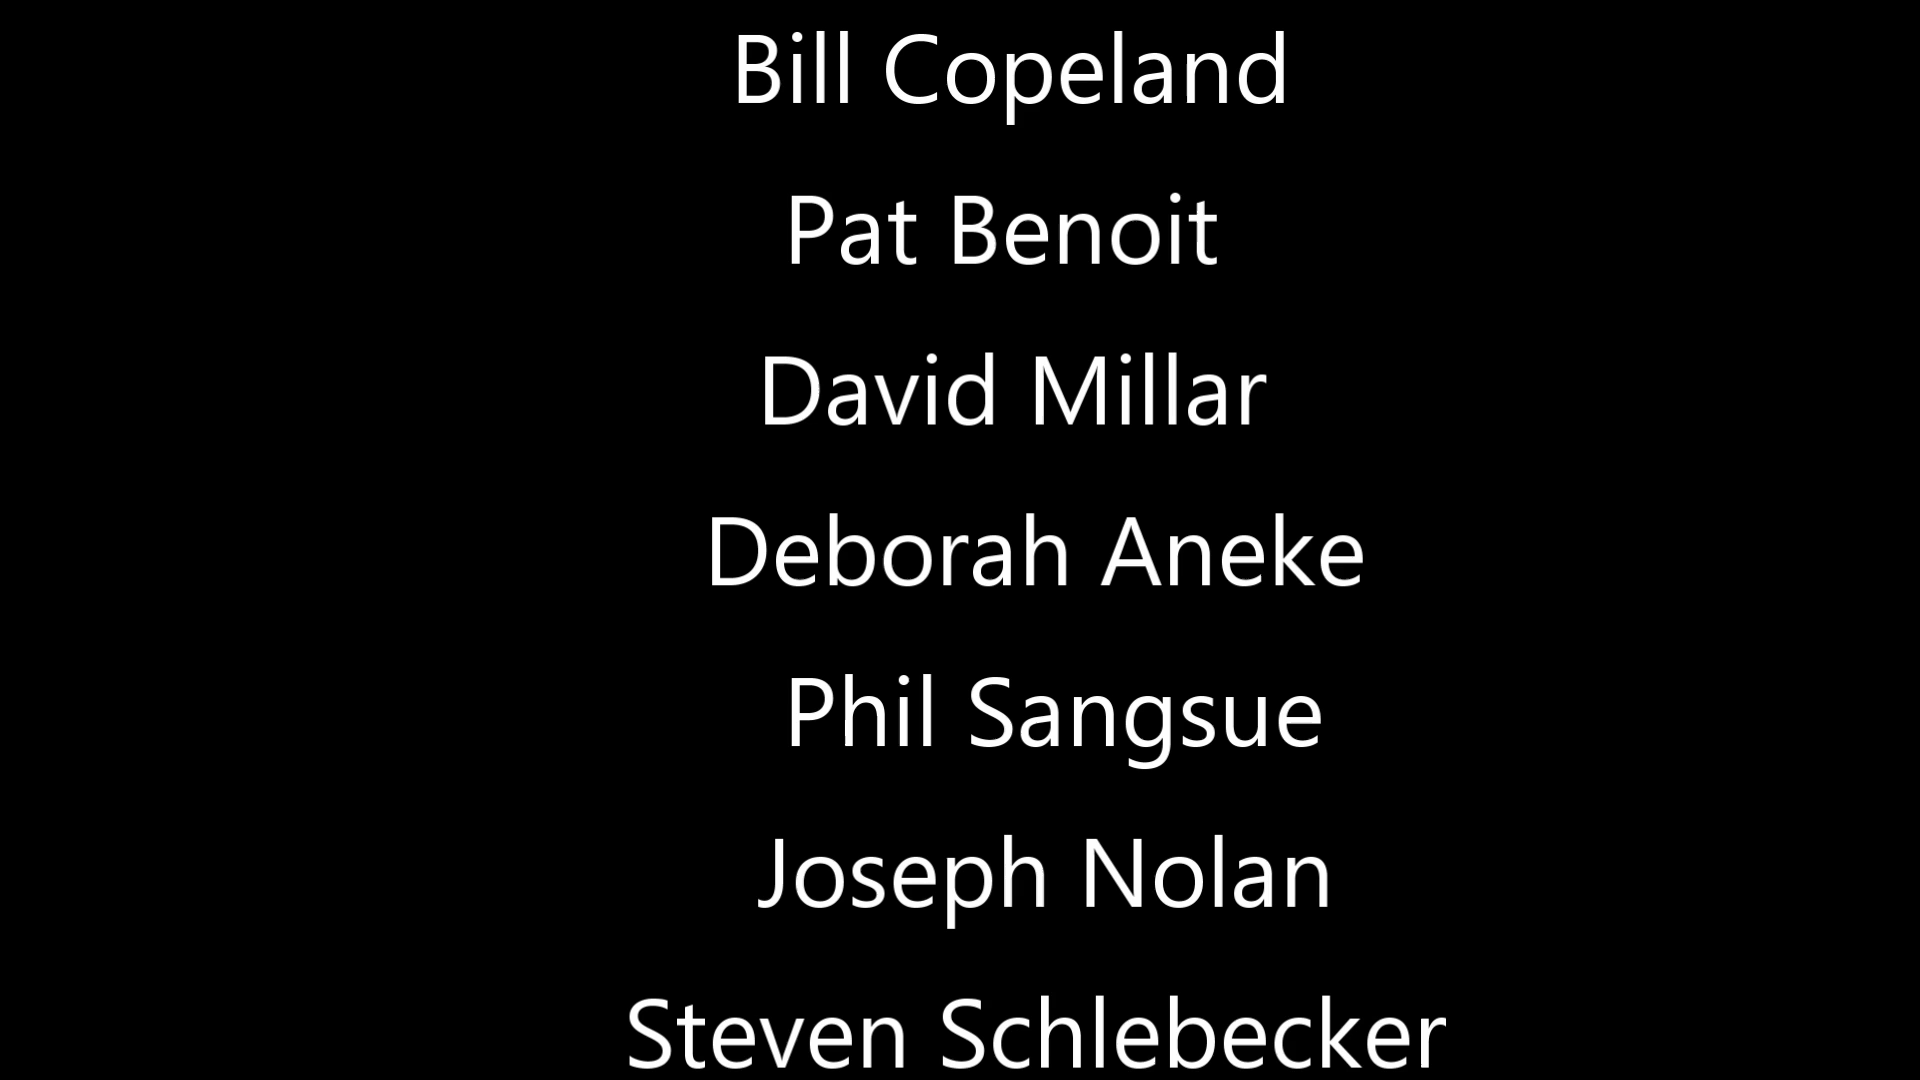 Bill Copeland
Pat Benoit
David Millar
Deborah Aneke
Phil Sangsue
Joseph Nolan
Steven Schlebecker